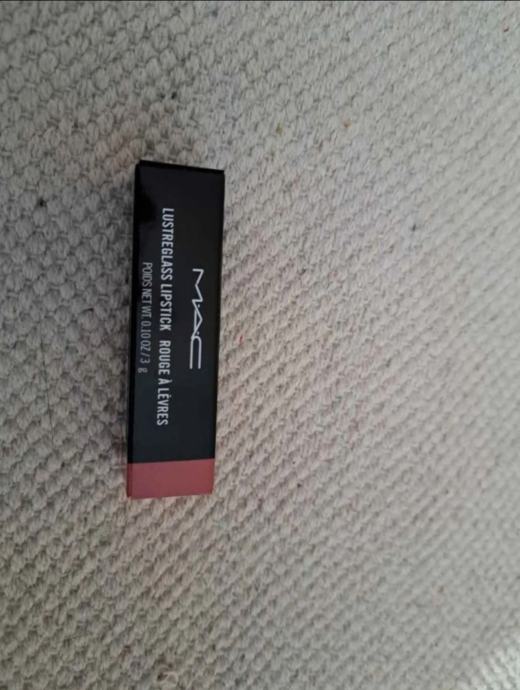 MAC
LUSTREGLASS LIPSTICK ROUGE À LÈVRES
POIDS NET WT. 0.10 OZ / 3 g